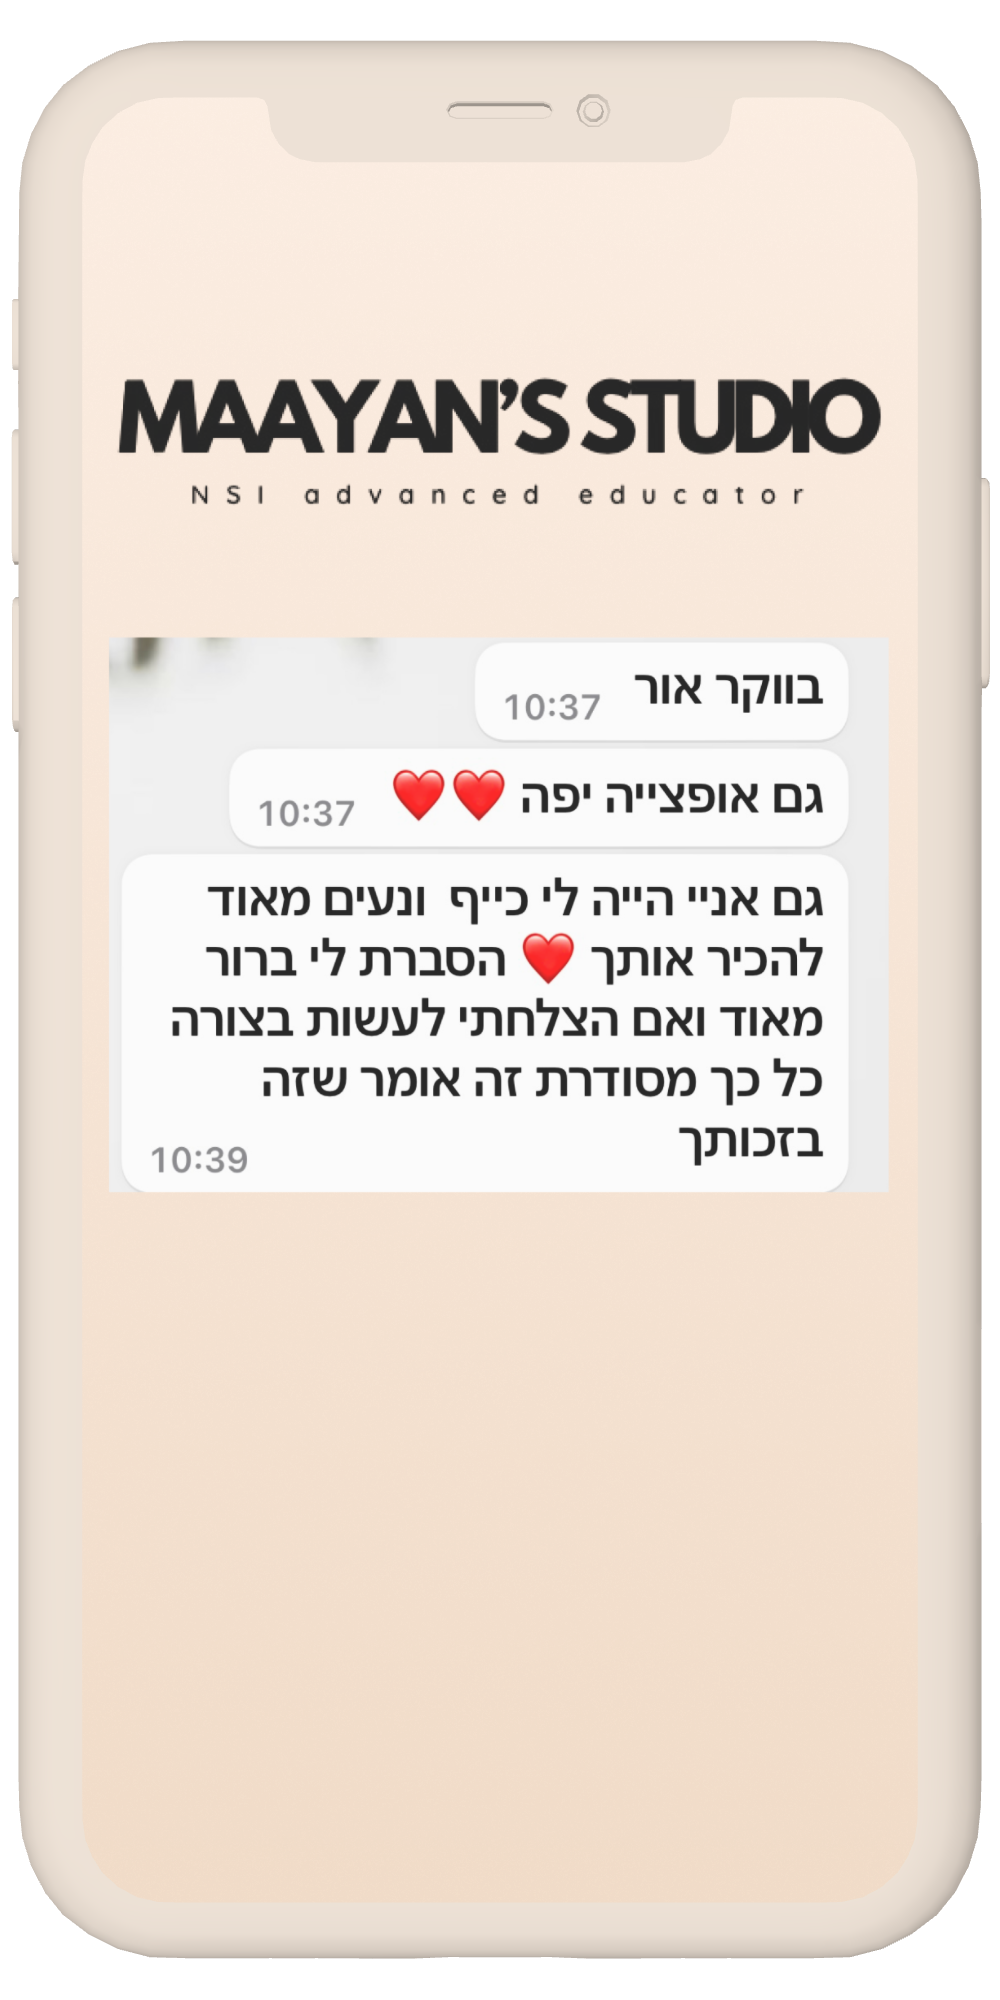 MAAYAN'S STUDIO
NSI advanced educator
בווקר אור
10:37
גם אופצייה יפה ❤️❤️
10:37
גם אניי הייה לי כייף  ונעים מאוד
להכיר אותך ❤️ הסברת לי ברור
מאוד ואם הצלחתי לעשות בצורה
כל כך מסודרת זה אומר שזה
בזכותך
10:39